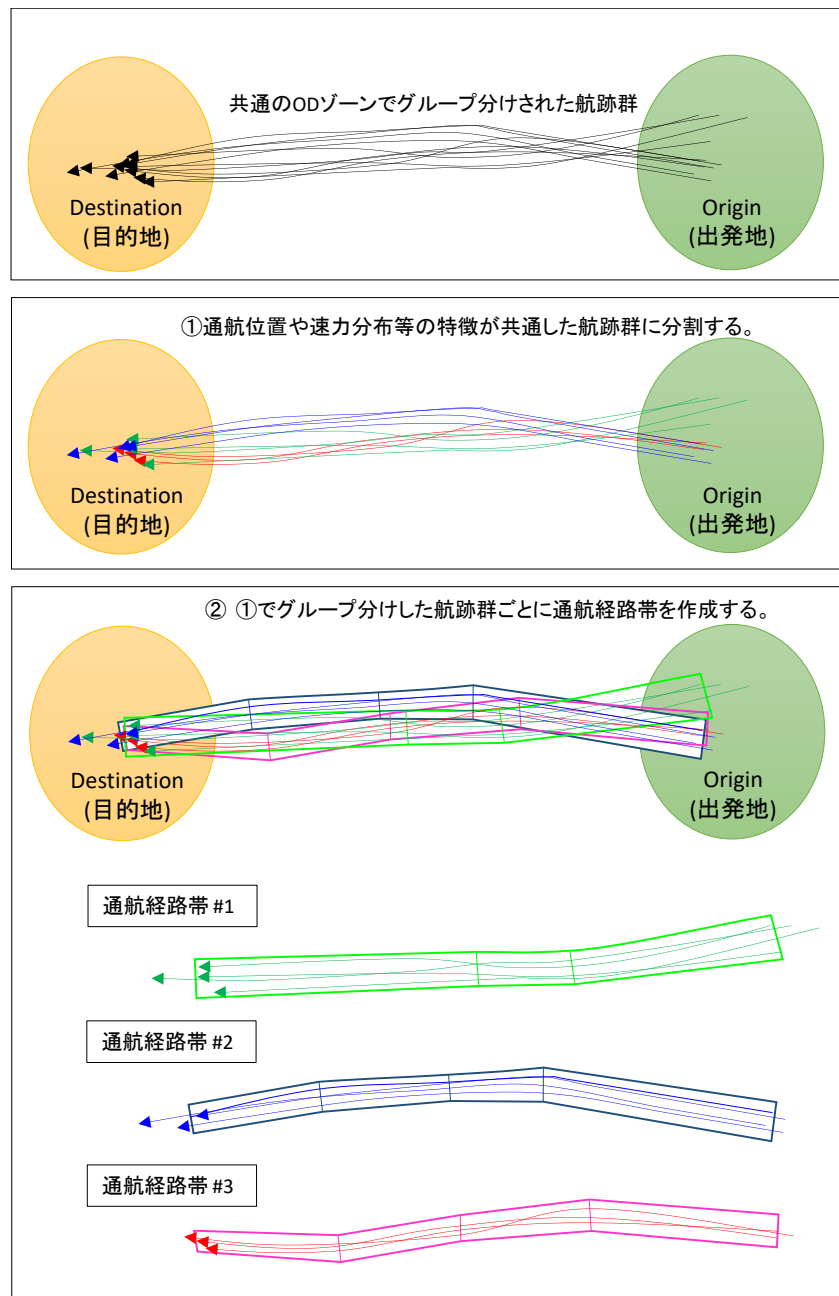 共通のODゾーンでグループ分けされた航跡群
Destination
(目的地)
Origin
(出発地)
①通航位置や速力分布等の特徴が共通した航跡群に分割する。
Destination
(目的地)
Origin
(出発地)
② ①でグループ分けした航跡群ごとに通航経路帯を作成する。
Destination
(目的地)
Origin
(出発地)
通航経路帯 #1
通航経路帯 #2
通航経路帯 #3